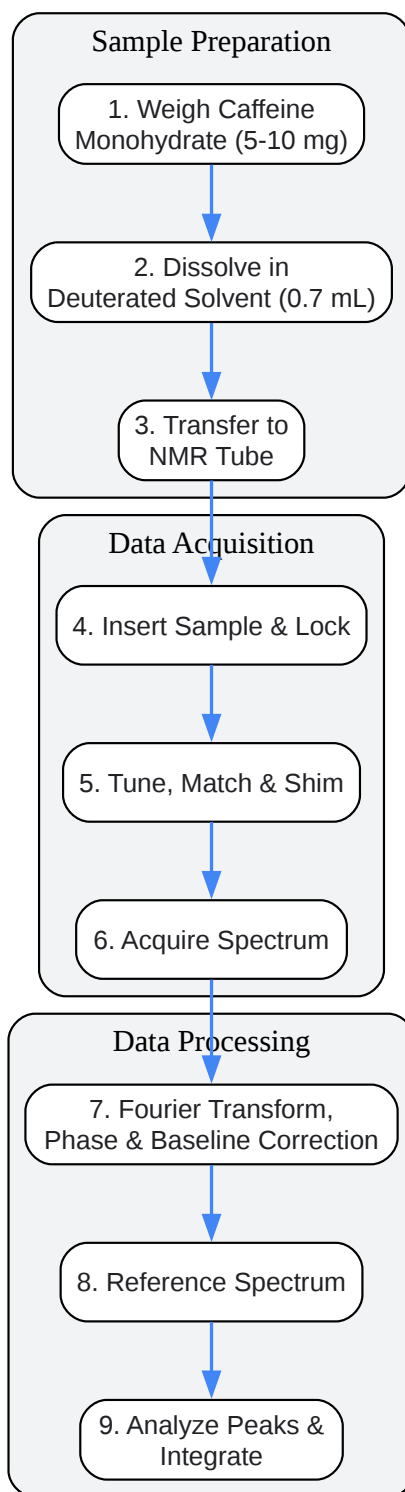 Sample Preparation
1. Weigh Caffeine
Monohydrate (5-10 mg)
2. Dissolve in
Deuterated Solvent (0.7 mL)
3. Transfer to
NMR Tube
Data Acquisition
4. Insert Sample & Lock
5. Tune, Match & Shim
6. Acquire Spectrum
Data Processing
7. Fourier Transform,
Phase & Baseline Correction
8. Reference Spectrum
9. Analyze Peaks &
Integrate